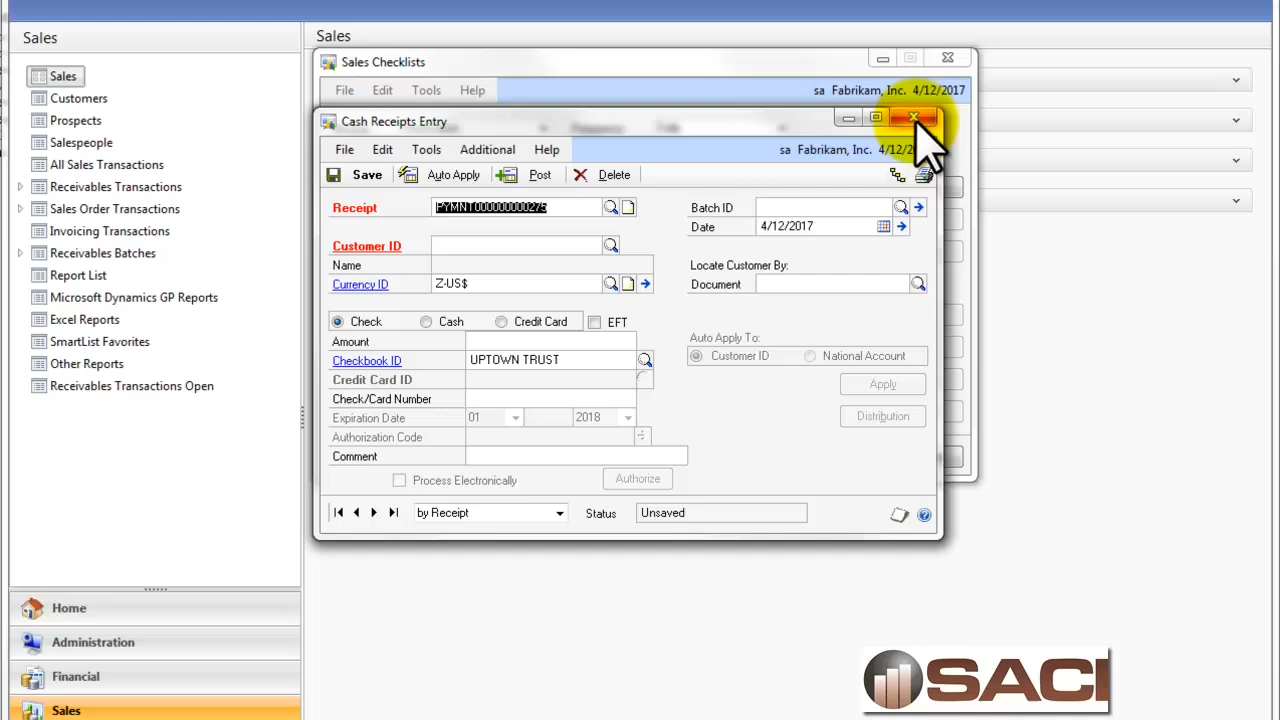 Sales
Sales
Customers
Prospects
Salespeople
All Sales Transactions
Receivables Transactions
Sales Order Transactions
Invoicing Transactions
Receivables Batches
Report List
Microsoft Dynamics GP Reports
Excel Reports
SmartList Favorites
Other Reports
Receivables Transactions Open
Home
Administration
Financial
Sales
Sales
Sales Checklists
File Edit Tools Help
sa Fabrikam, Inc. 4/12/2017
Cash Receipts Entry
File Edit Tools Additional Help
sa Fabrikam, Inc.
Save Auto Apply Post Delete
Receipt PYMNT000000000275
Batch ID
Date 4/12/2017
Customer ID
Name
Locate Customer By:
Currency ID Z-US$
Document
Check Cash Credit Card EFT
Amount
Auto Apply To:
Checkbook ID UPTOWN TRUST
Customer ID National Account
Credit Card ID
Apply
Check/Card Number
Expiration Date 01 2018
Distribution
Authorization Code
Comment
Process Electronically Authorize
by Receipt Status Unsaved
SACI